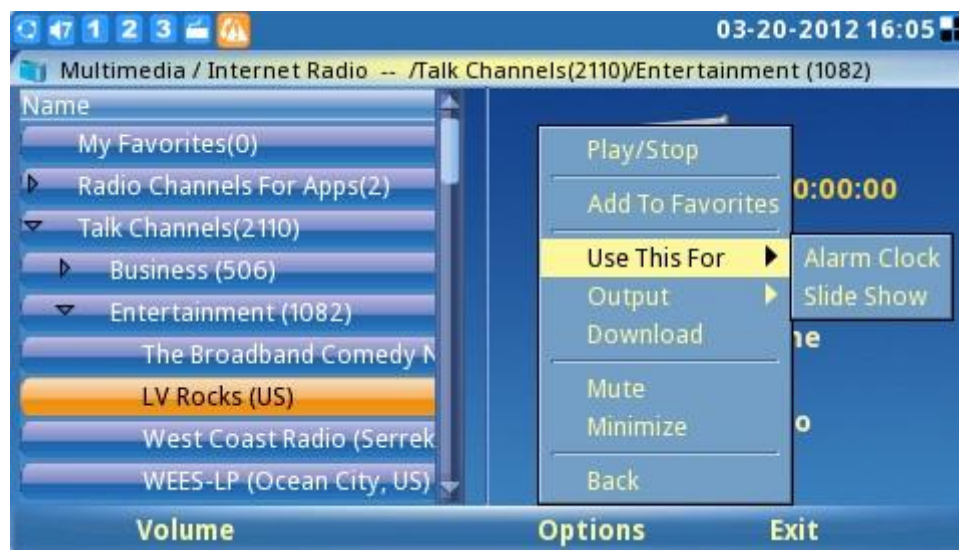 7 1 2 3 03-20-2012 16:05
Multimedia / Internet Radio -- /Talk Channels(2110)/Entertainment (1082)
Name
My Favorites(0)
Radio Channels For Apps(2)
Talk Channels(2110)
Business (506)
Entertainment (1082)
The Broadband Comedy
LV Rocks (US)
West Coast Radio (Serrek
WEES-LP (Ocean City, US)
0:00:00
Play/Stop
Add To Favorites
Use This For
Output
Download
Mute
Minimize
Back
Alarm Clock
Slide Show
Volume Options Exit